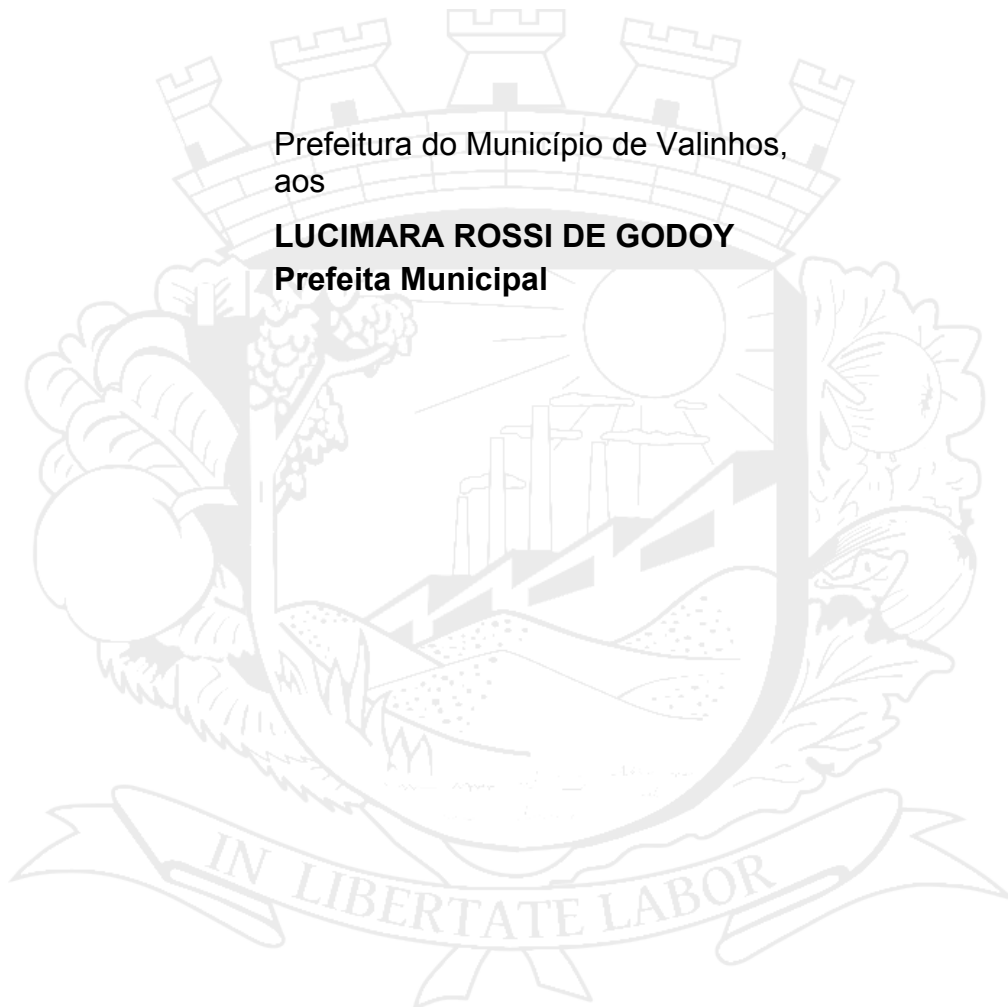 Prefeitura do Município de Valinhos,
aos
LUCIMARA ROSSI DE GODOY
Prefeita Municipal
IN LIBERTATE LABOR